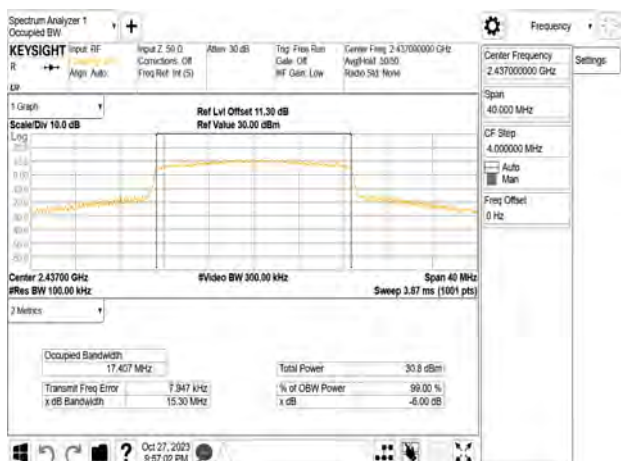 Spectrum Analyzer 1
Occupied BW
Frequency
KEYSIGHT
R
Input: RF
Align: Auto
Input Z: 50 Ω
Corrections: Off
Freq Ref: Int (S)
Atten: 30 dB
Trig: Free Run
Gate: Off
#IF Gain: Low
Center Freq: 2.437000000 GHz
Avg|Hold: 50/50
Radio Std: None
Center Frequency
2.437000000 GHz
Settings
Span
40.000 MHz
CF Step
4.000000 MHz
Auto
Man
Freq Offset
0 Hz
1 Graph
Scale/Div 10.0 dB
Ref Lvl Offset 11.30 dB
Ref Value 30.00 dBm
Log
Center 2.43700 GHz
#Res BW 100.00 kHz
#Video BW 300.00 kHz
Span 40 MHz
Sweep 3.87 ms (1001 pts)
2 Metrics
Occupied Bandwidth
17.407 MHz
Total Power
30.8 dBm
Transmit Freq Error
7.947 kHz
% of OBW Power
99.00 %
x dB Bandwidth
15.30 MHz
x dB
-6.00 dB
?
Oct 27, 2023
9:57:02 PM